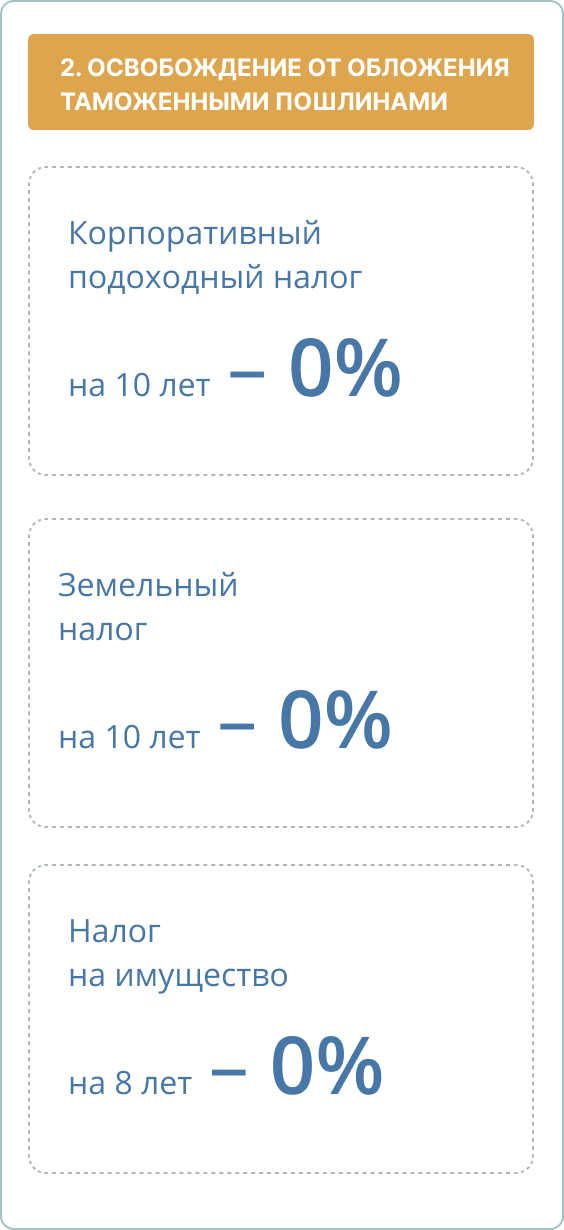 2. ОСВОБОЖДЕНИЕ ОТ ОБЛОЖЕНИЯ
ТАМОЖЕННЫМИ ПОШЛИНАМИ
Корпоративный
подоходный налог
на 10 лет – 0%
Земельный
налог
на 10 лет – 0%
Налог
на имущество
на 8 лет – 0%